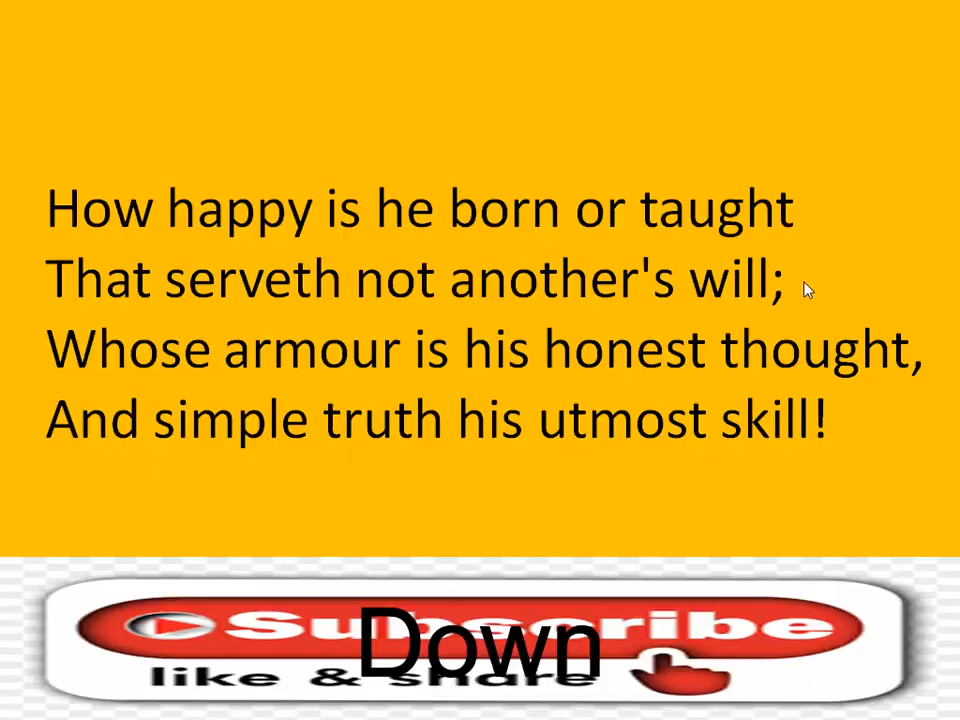 How happy is he born or taught
That serveth not another's will;
Whose armour is his honest thought,
And simple truth his utmost skill!
Subscribe
Down
like & share